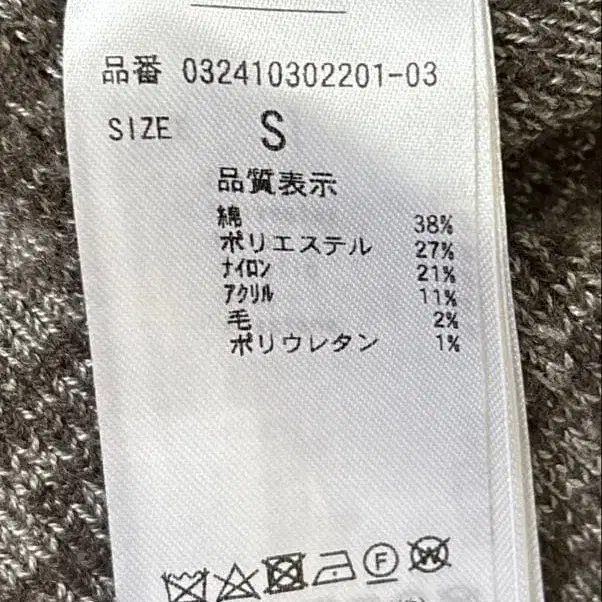 品番 032410302201-03
SIZE S
品質表示
綿 38%
ポリエステル 27%
ナイロン 21%
アクリル 11%
毛 2%
ポリウレタン 1%
F W